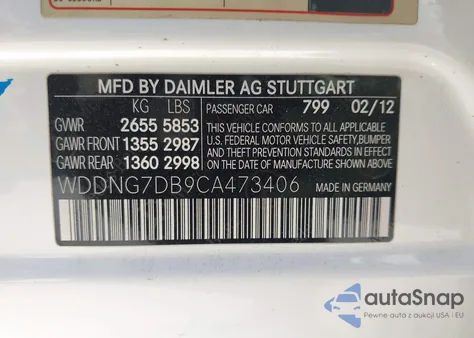 MFD BY DAIMLER AG STUTTGART
KG LBS PASSENGER CAR 799 02/12
GVWR 2655 5853
GAWR FRONT 1355 2987
GAWR REAR 1360 2998
THIS VEHICLE CONFORMS TO ALL APPLICABLE
U.S. FEDERAL MOTOR VEHICLE SAFETY, BUMPER
AND THEFT PREVENTION STANDARDS IN EFFECT
ON THE DATE OF MANUFACTURE SHOWN ABOVE.
WDDNG7DB9CA473406 MADE IN GERMANY
autoSnap
Pewne auta z aukcji USA i EU